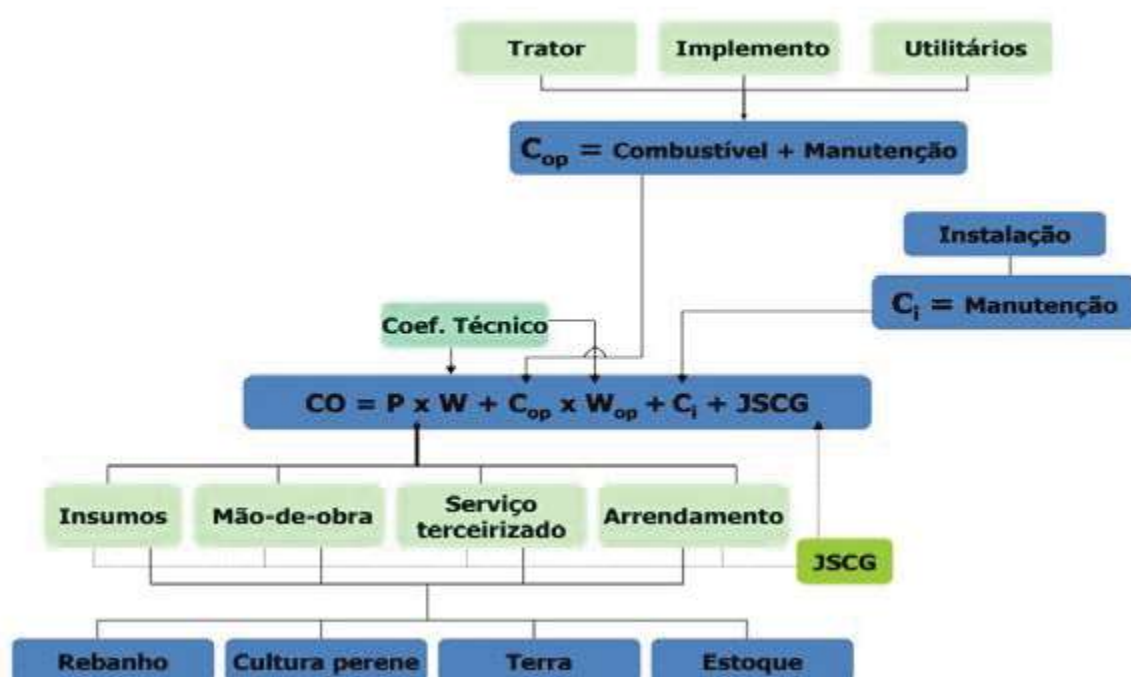 Trator
Implemento
Utilitários
Cop = Combustível + Manutenção
Instalação
Ci = Manutenção
Coef. Técnico
CO = P x W + Cop x Wop + Ci + JSCG
Insumos
Mão-de-obra
Serviço
terceirizado
Arrendamento
JSCG
Rebanho
Cultura perene
Terra
Estoque